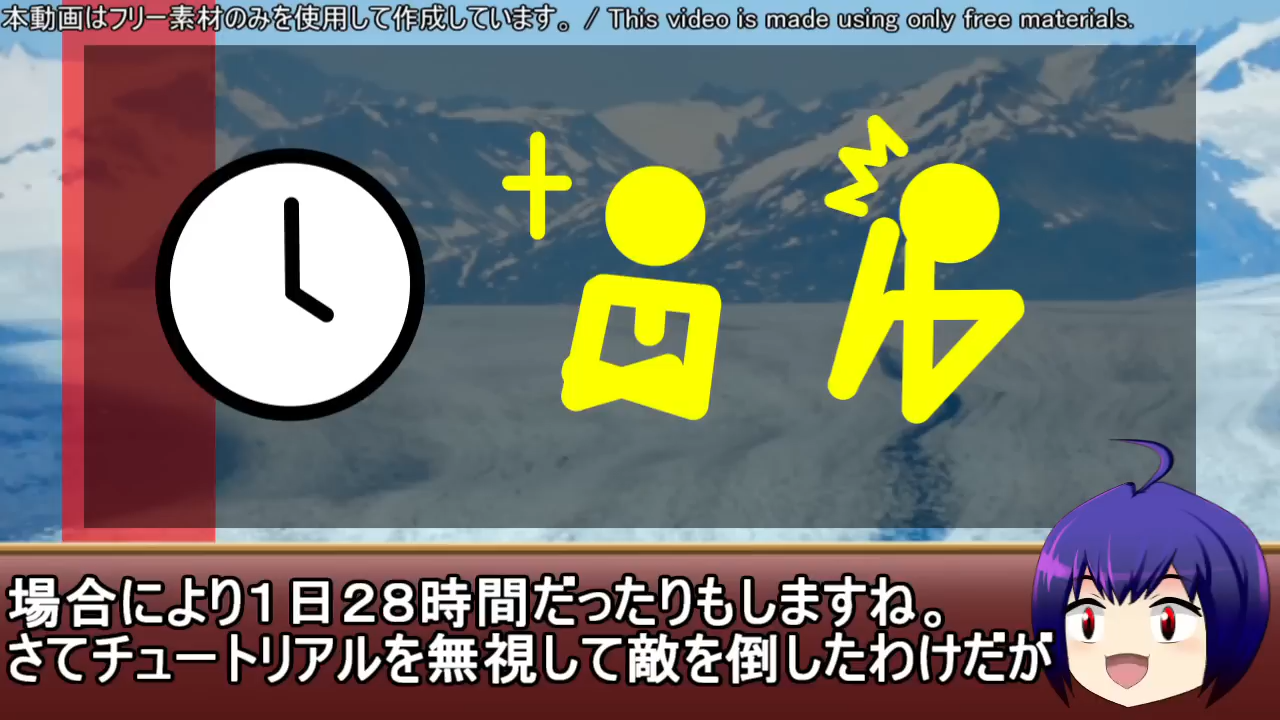 本動画はフリー素材のみを使用して作成しています。 / This video is made using only free materials.
場合により１日２８時間だったりもしますね。
さてチュートリアルを無視して敵を倒したわけだが